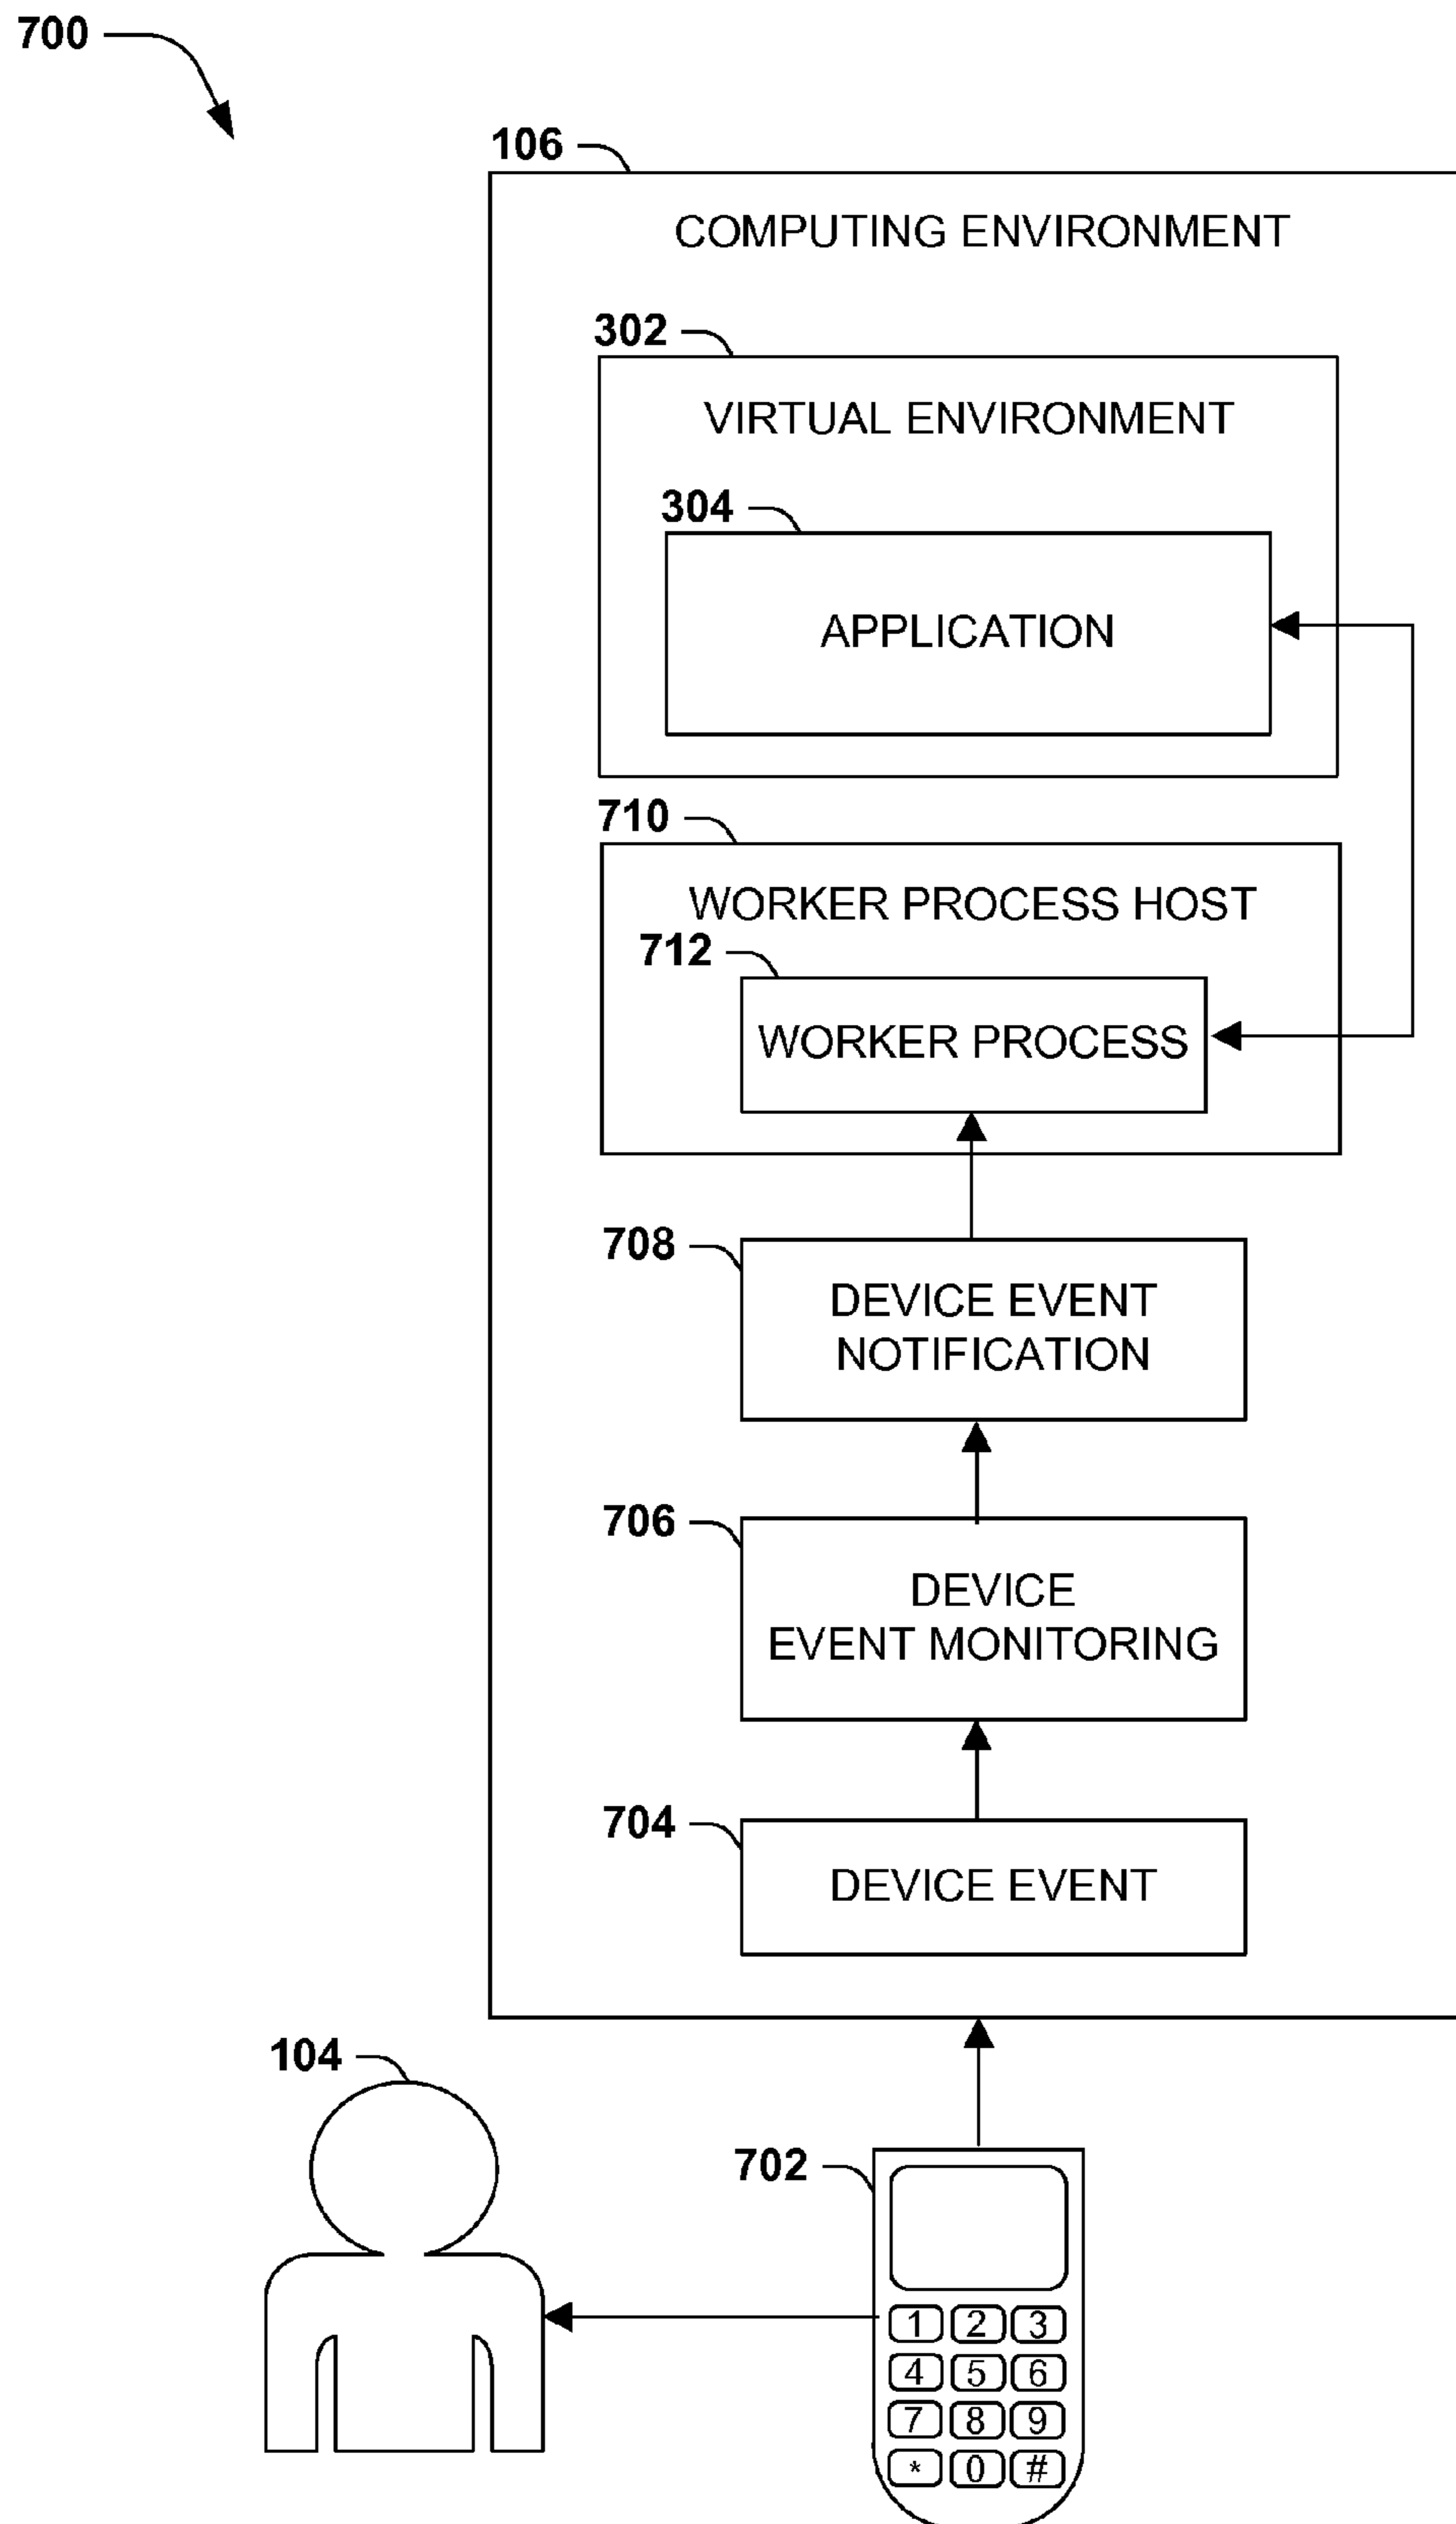 700
106
COMPUTING ENVIRONMENT
302
VIRTUAL ENVIRONMENT
304
APPLICATION
710
WORKER PROCESS HOST
712
WORKER PROCESS
708
DEVICE EVENT
NOTIFICATION
706
DEVICE
EVENT MONITORING
704
DEVICE EVENT
104
702
1 2 3
4 5 6
7 8 9
* 0 #